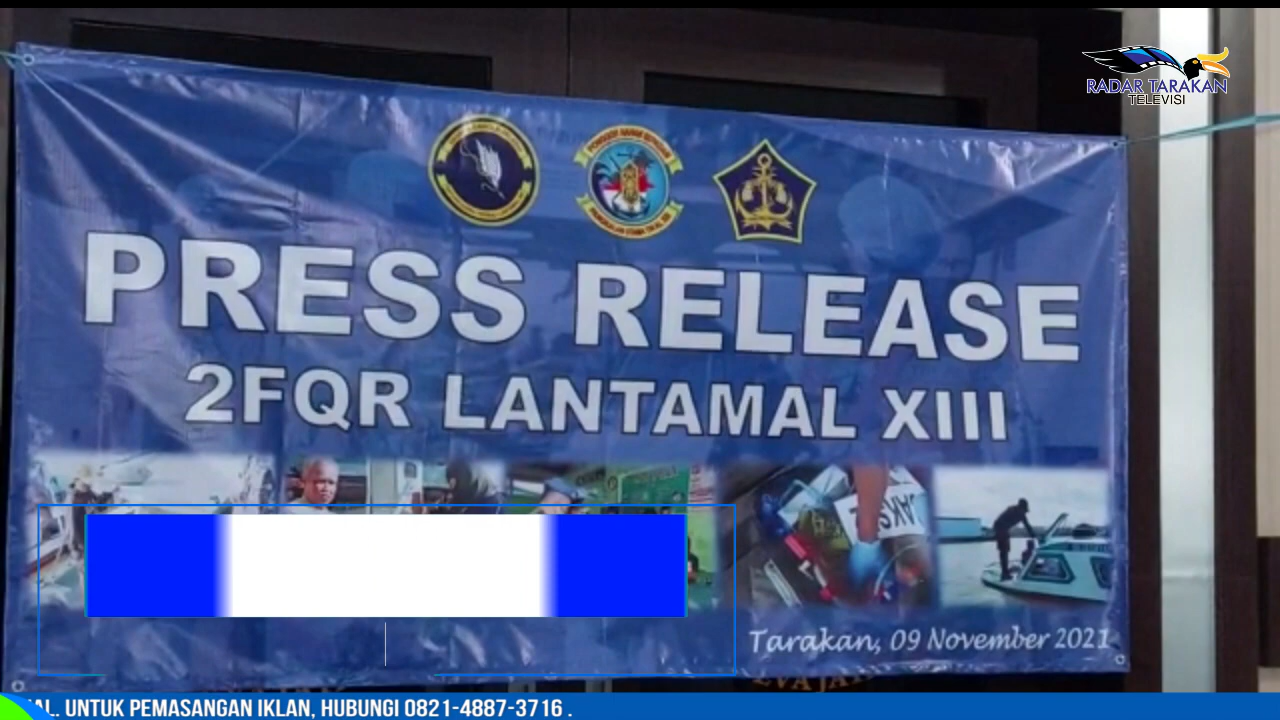 RADAR TARAKAN
TELEVISI
PRESS RELEASE
2FQR LANTAMAL XIII
Tarakan, 09 November 2021
AL. UNTUK PEMASANGAN IKLAN, HUBUNGI 0821-4887-3716 .